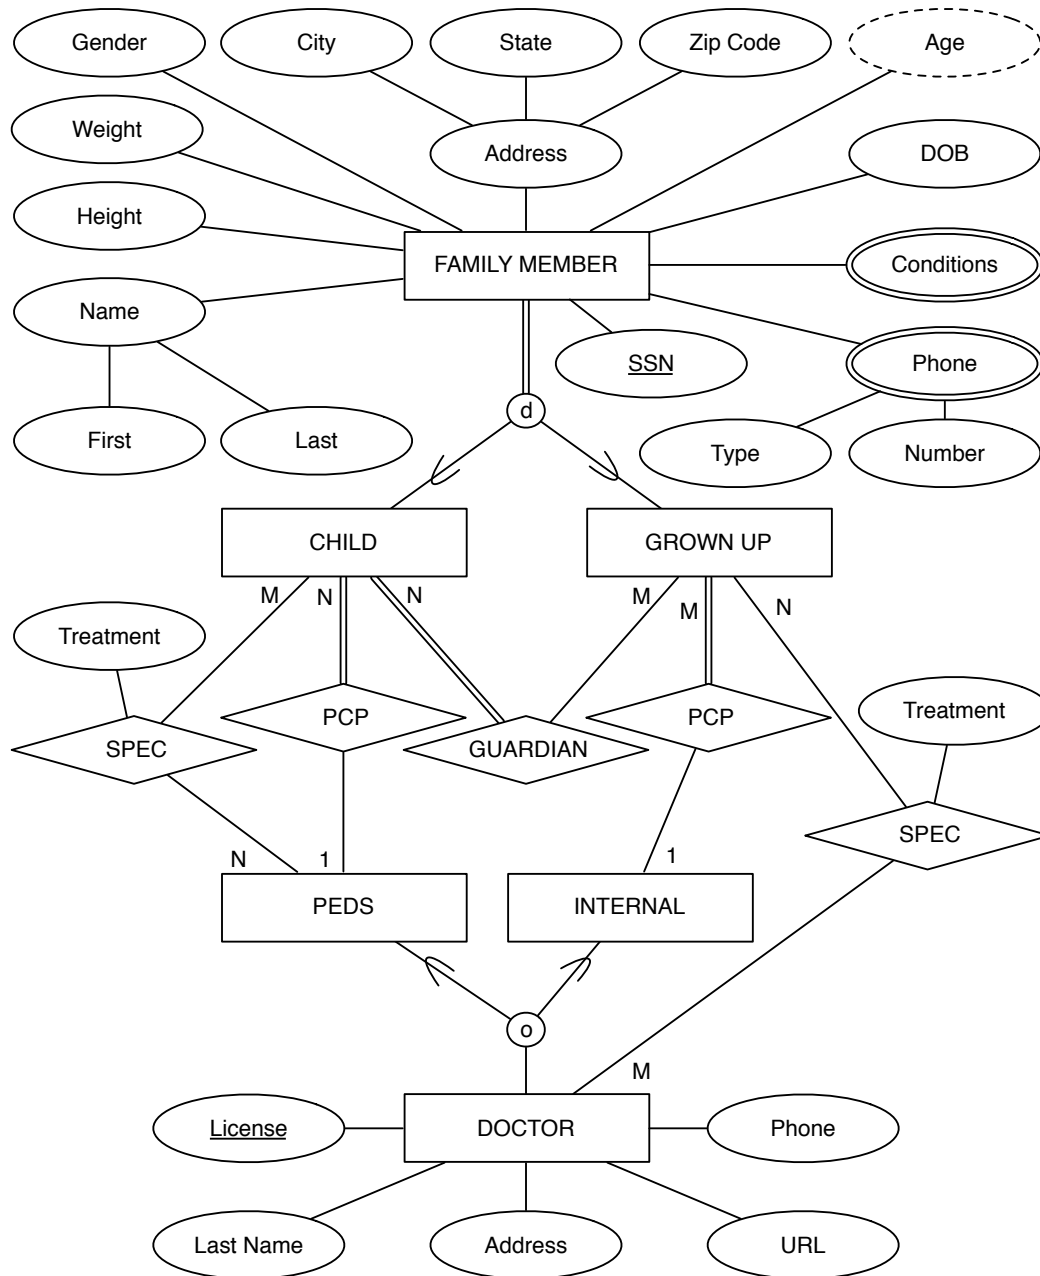 Gender
City
State
Zip Code
Age
Weight
Address
DOB
Height
FAMILY MEMBER
Conditions
Name
SSN
Phone
d
First
Last
Type
Number
CHILD
GROWN UP
M
N
N
M
M
N
Treatment
Treatment
PCP
PCP
SPEC
GUARDIAN
SPEC
N
1
1
PEDS
INTERNAL
o
M
License
DOCTOR
Phone
Last Name
Address
URL